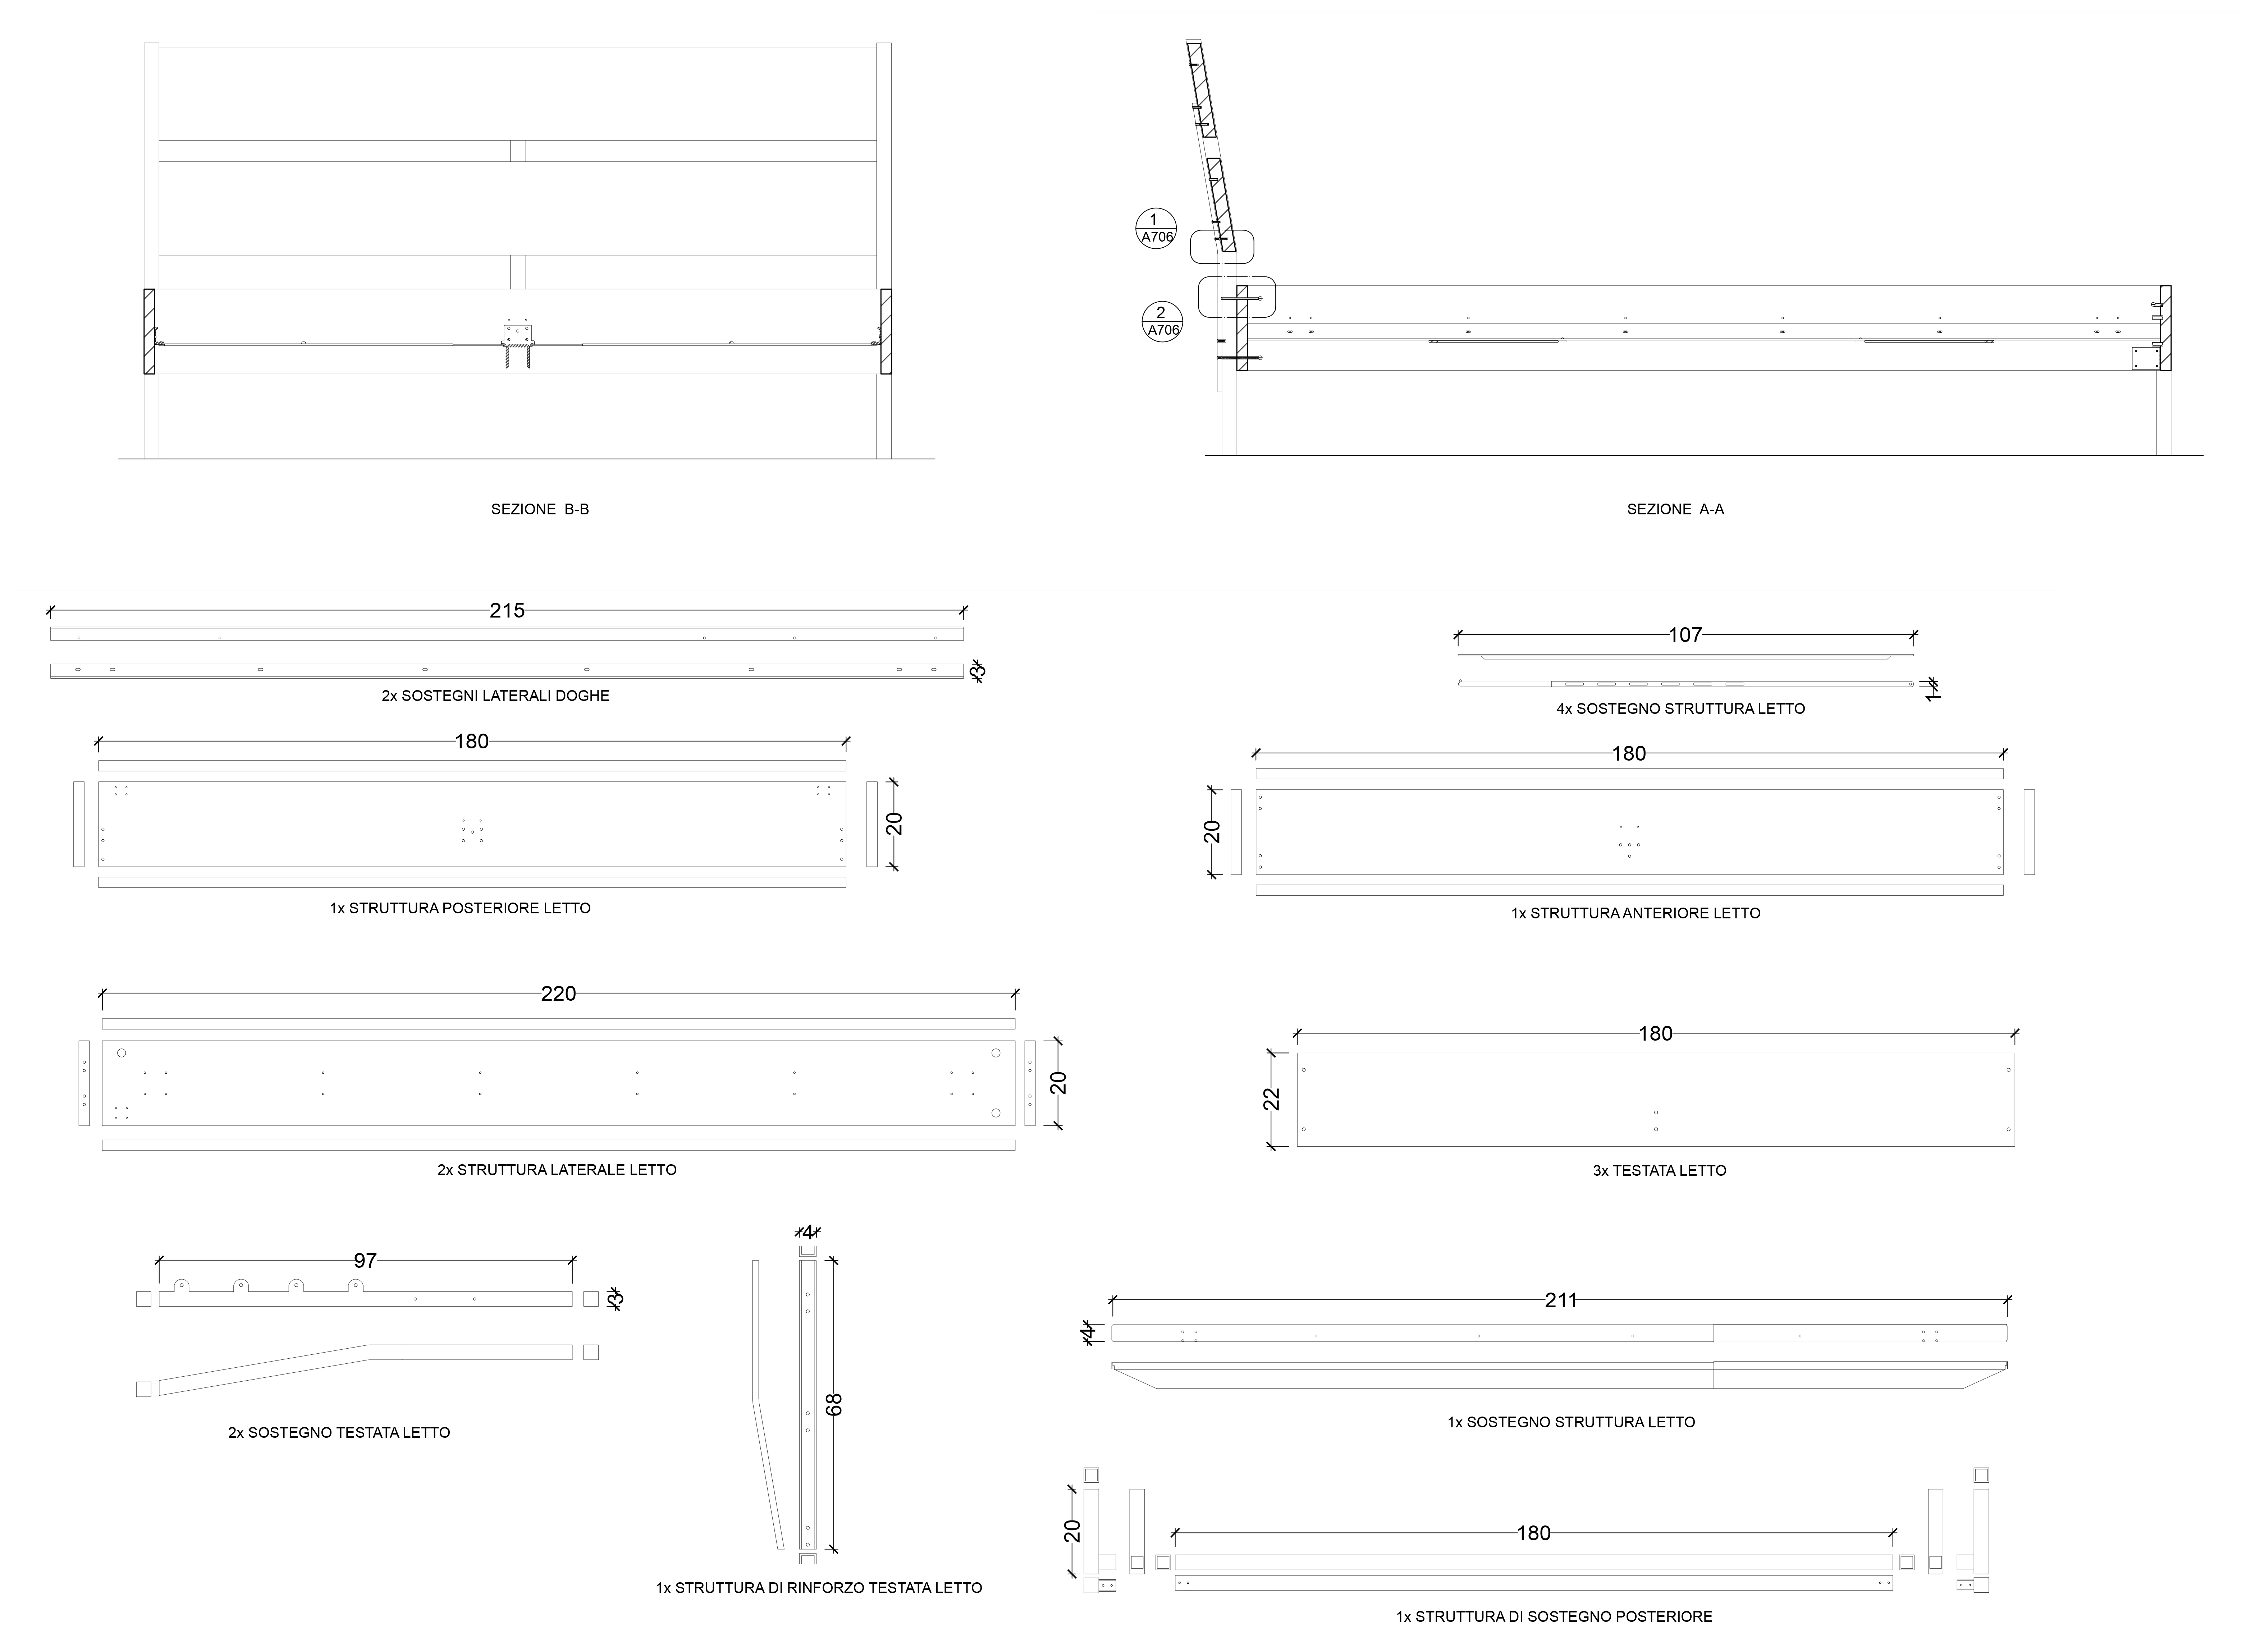 1
A706
2
A706
SEZIONE B-B
SEZIONE A-A
215
3
2x SOSTEGNI LATERALI DOGHE
107
1
4x SOSTEGNO STRUTTURA LETTO
180
20
1x STRUTTURA POSTERIORE LETTO
180
20
1x STRUTTURA ANTERIORE LETTO
220
20
2x STRUTTURA LATERALE LETTO
180
22
3x TESTATA LETTO
97
3
2x SOSTEGNO TESTATA LETTO
4
68
1x STRUTTURA DI RINFORZO TESTATA LETTO
211
4
1x SOSTEGNO STRUTTURA LETTO
20
180
1x STRUTTURA DI SOSTEGNO POSTERIORE